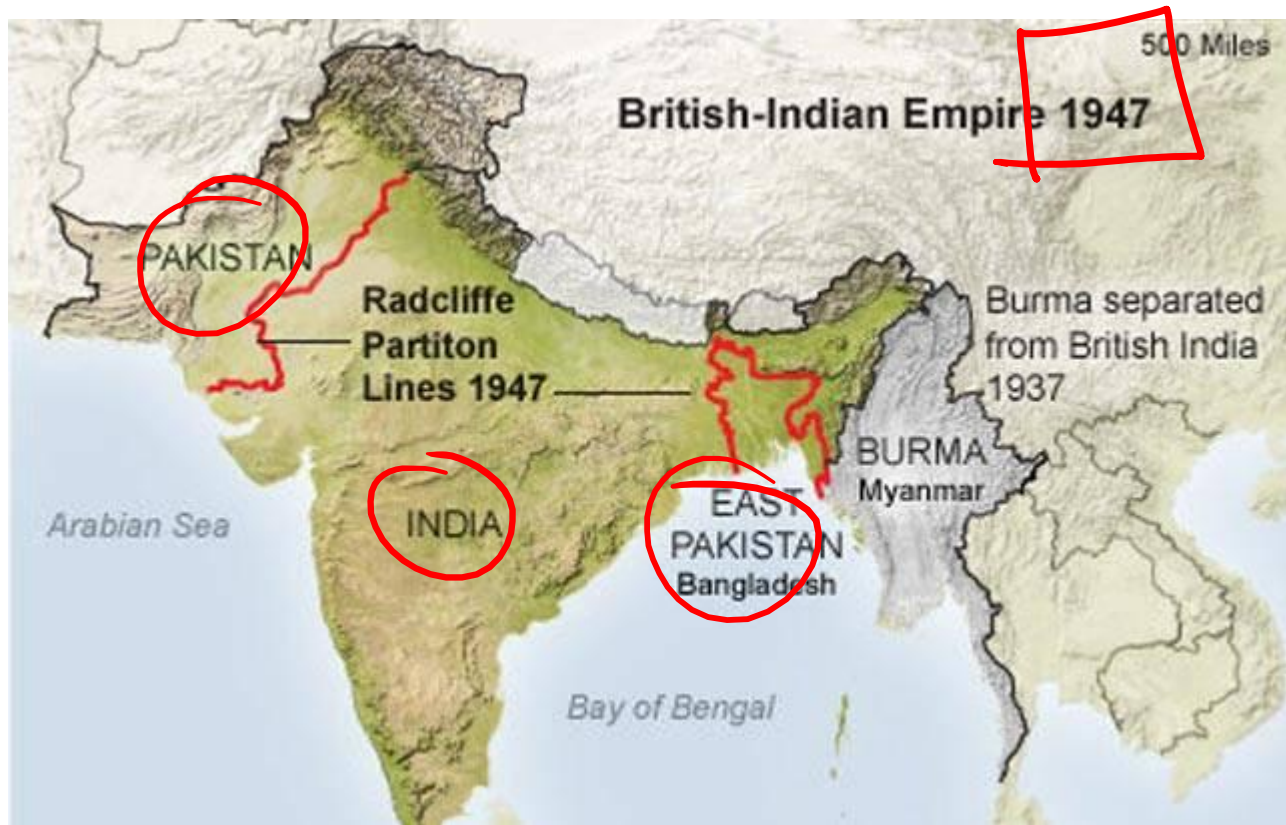 500 Miles
British-Indian Empire 1947
PAKISTAN
Radcliffe
Partiton
Lines 1947
Burma separated
from British India
1937
BURMA
Myanmar
INDIA
EAST
PAKISTAN
Bangladesh
Arabian Sea
Bay of Bengal